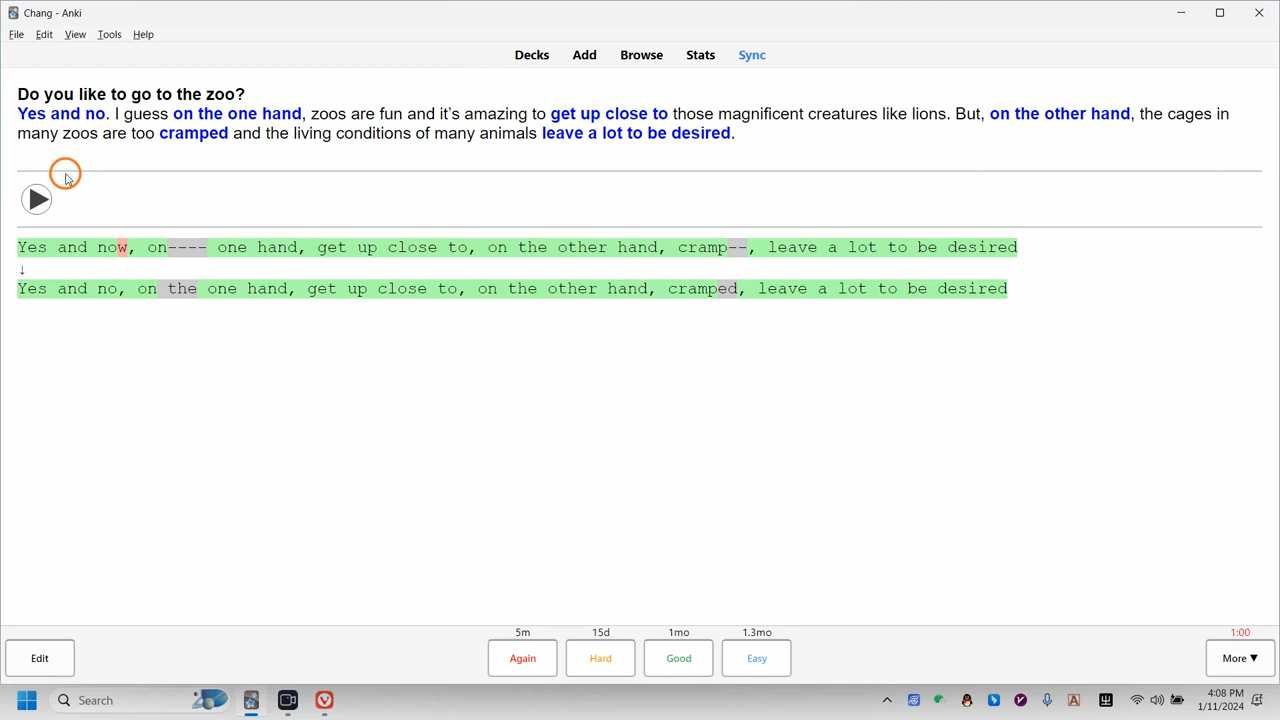 Chang - Anki
File Edit View Tools Help
Decks Add Browse Stats Sync
Do you like to go to the zoo?
Yes and no. I guess on the one hand, zoos are fun and it's amazing to get up close to those magnificent creatures like lions. But, on the other hand, the cages in
many zoos are too cramped and the living conditions of many animals leave a lot to be desired.
Yes and now, on---- one hand, get up close to, on the other hand, cramp--, leave a lot to be desired
↓
Yes and no, on the one hand, get up close to, on the other hand, cramped, leave a lot to be desired
5m 15d 1mo 1.3mo 1:00
Edit Again Hard Good Easy More ▼
Search
4:08 PM
1/11/2024